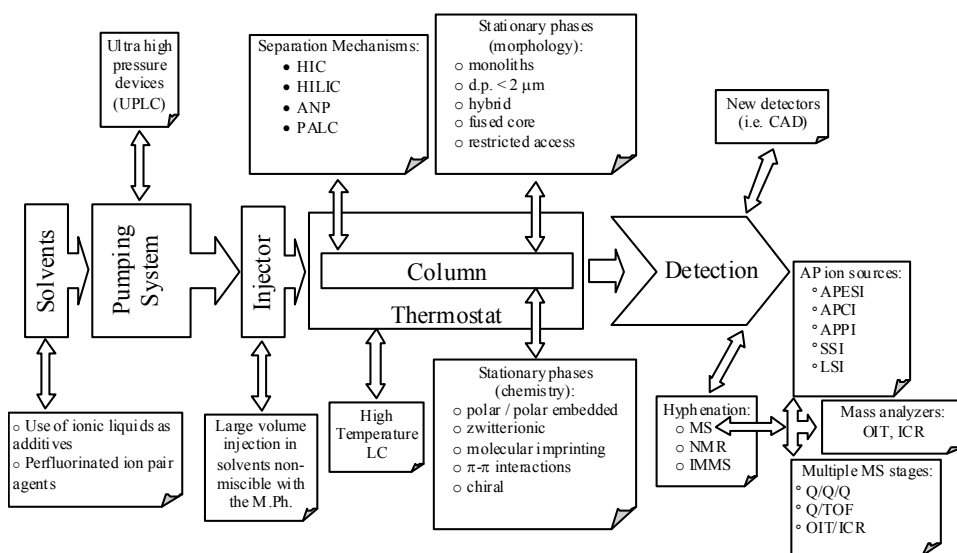 Ultra high
pressure
devices
(UPLC)
Separation Mechanisms:
• HIC
• HILIC
• ANP
• PALC
Stationary phases
(morphology):
○ monoliths
○ d.p. < 2 μm
○ hybrid
○ fused core
○ restricted access
New detectors
(i.e. CAD)
Solvents
Pumping
System
Injector
Column
Thermostat
Detection
AP ion sources:
° APESI
° APCI
° APPI
° SSI
° LSI
○ Use of ionic liquids as
additives
○ Perfluorinated ion pair
agents
Large volume
injection in
solvents non-
miscible with
the M.Ph.
High
Temperature
LC
Stationary phases
(chemistry):
○ polar / polar embedded
○ zwitterionic
○ molecular imprinting
○ π-π interactions
○ chiral
Hyphenation:
○ MS
○ NMR
○ IMMS
Mass analyzers:
OIT, ICR
Multiple MS stages:
° Q/Q/Q
° Q/TOF
° OIT/ICR